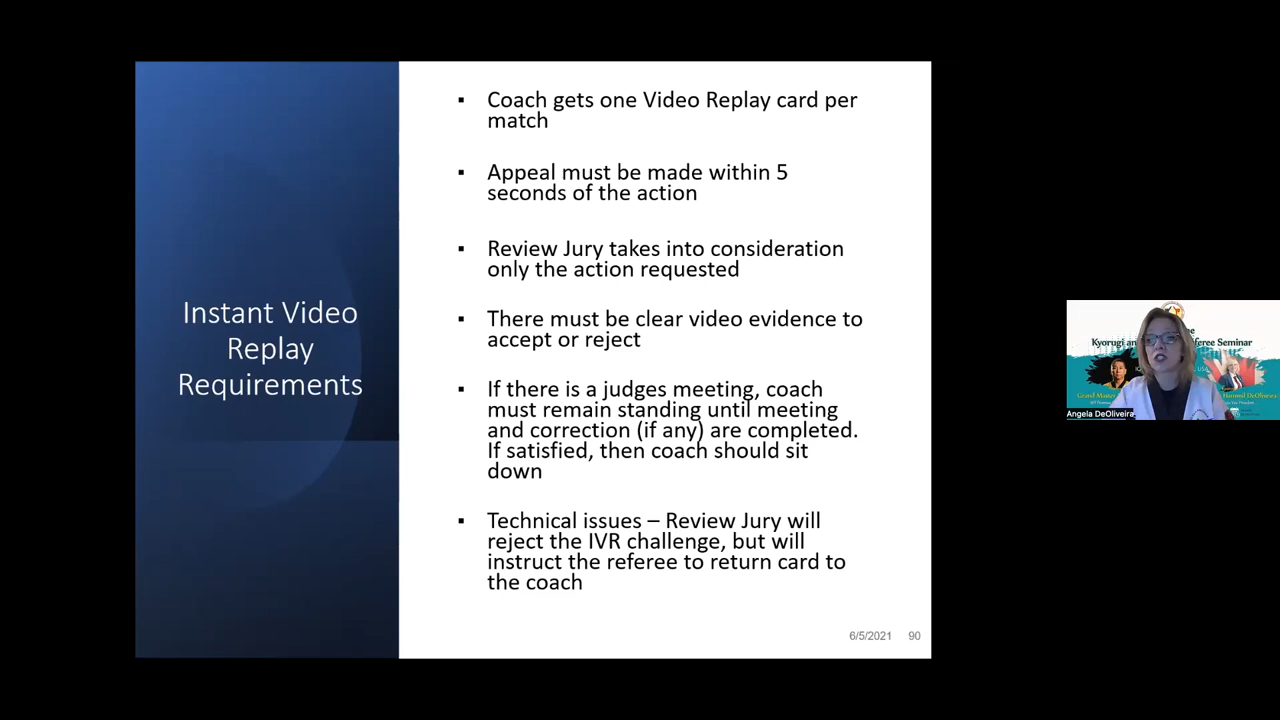 Instant Video
Replay
Requirements
▪ Coach gets one Video Replay card per
match
▪ Appeal must be made within 5
seconds of the action
▪ Review Jury takes into consideration
only the action requested
▪ There must be clear video evidence to
accept or reject
▪ If there is a judges meeting, coach
must remain standing until meeting
and correction (if any) are completed.
If satisfied, then coach should sit
down
▪ Technical issues – Review Jury will
reject the IVR challenge, but will
instruct the referee to return card to
the coach
6/5/2021 90
Kyorugi an
feree Seminar
Angela DeOliveira